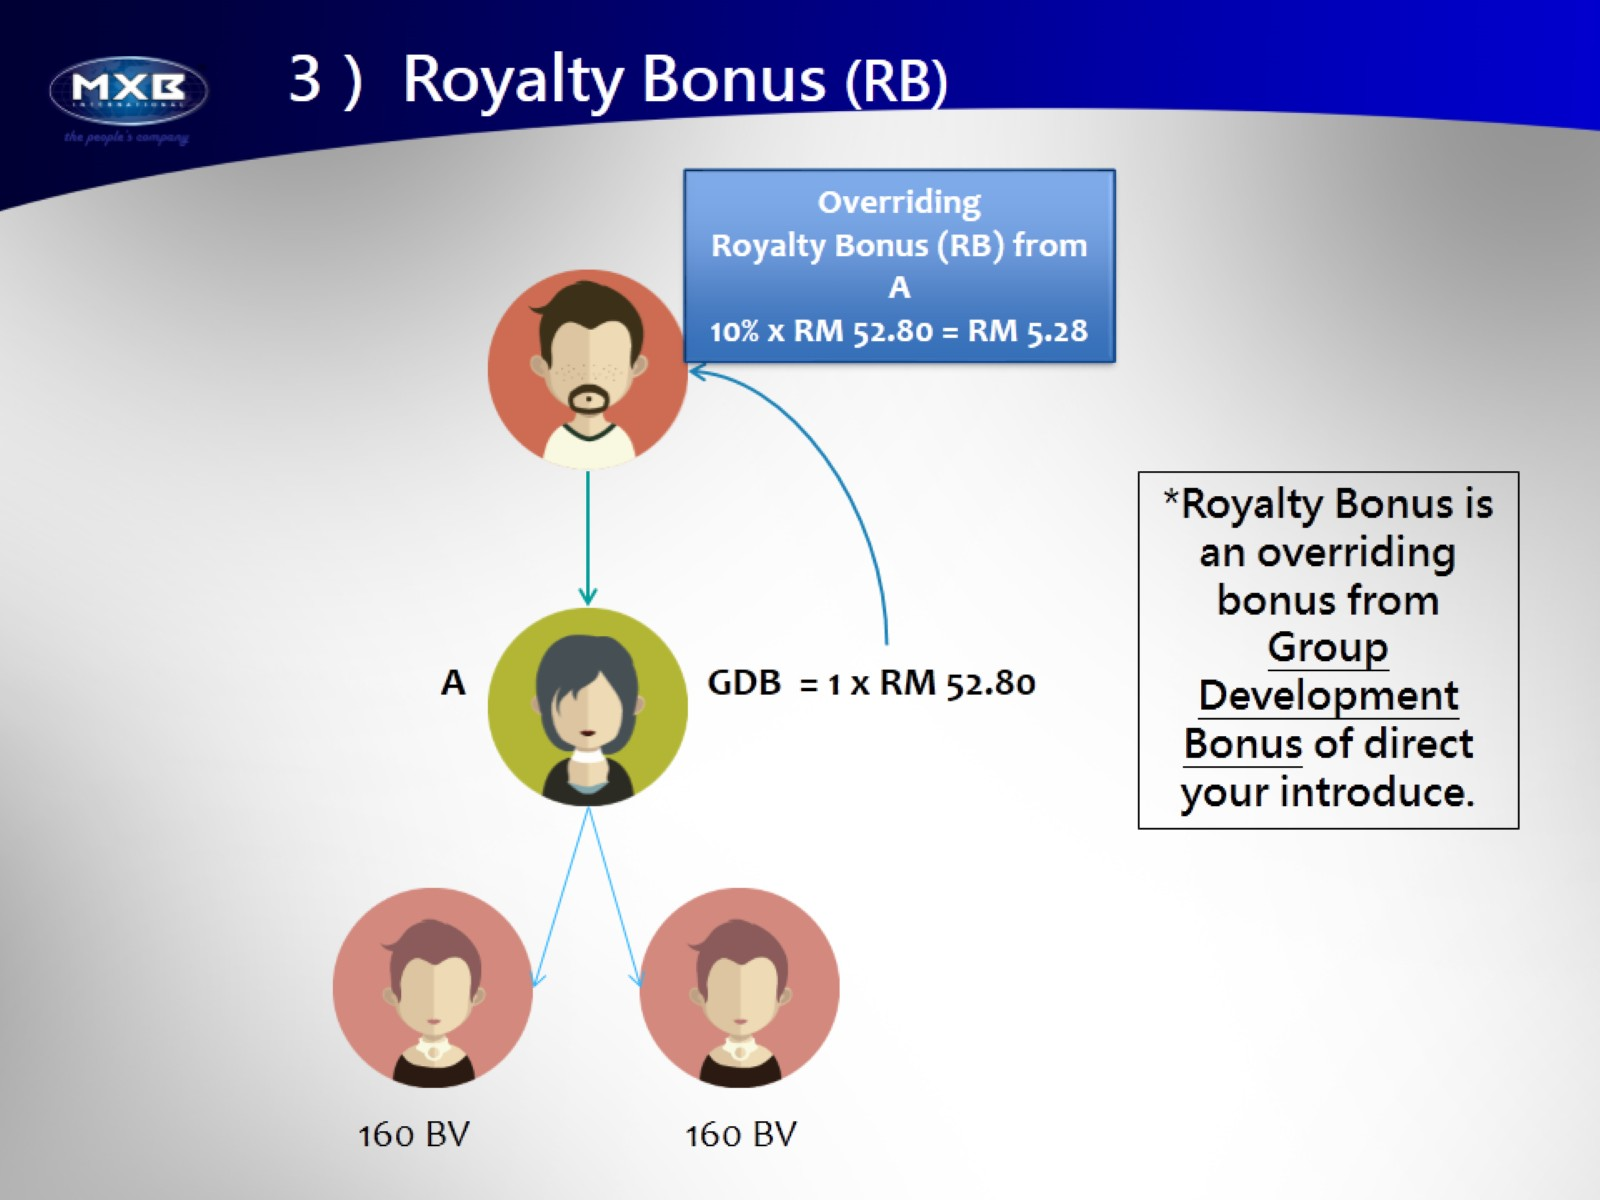 MXB
INTERNATIONAL
the people's company
3 ) Royalty Bonus (RB)
Overriding
Royalty Bonus (RB) from
A
10% x RM 52.80 = RM 5.28
*Royalty Bonus is
an overriding
bonus from
Group
Development
Bonus of direct
your introduce.
A
GDB = 1 x RM 52.80
160 BV
160 BV